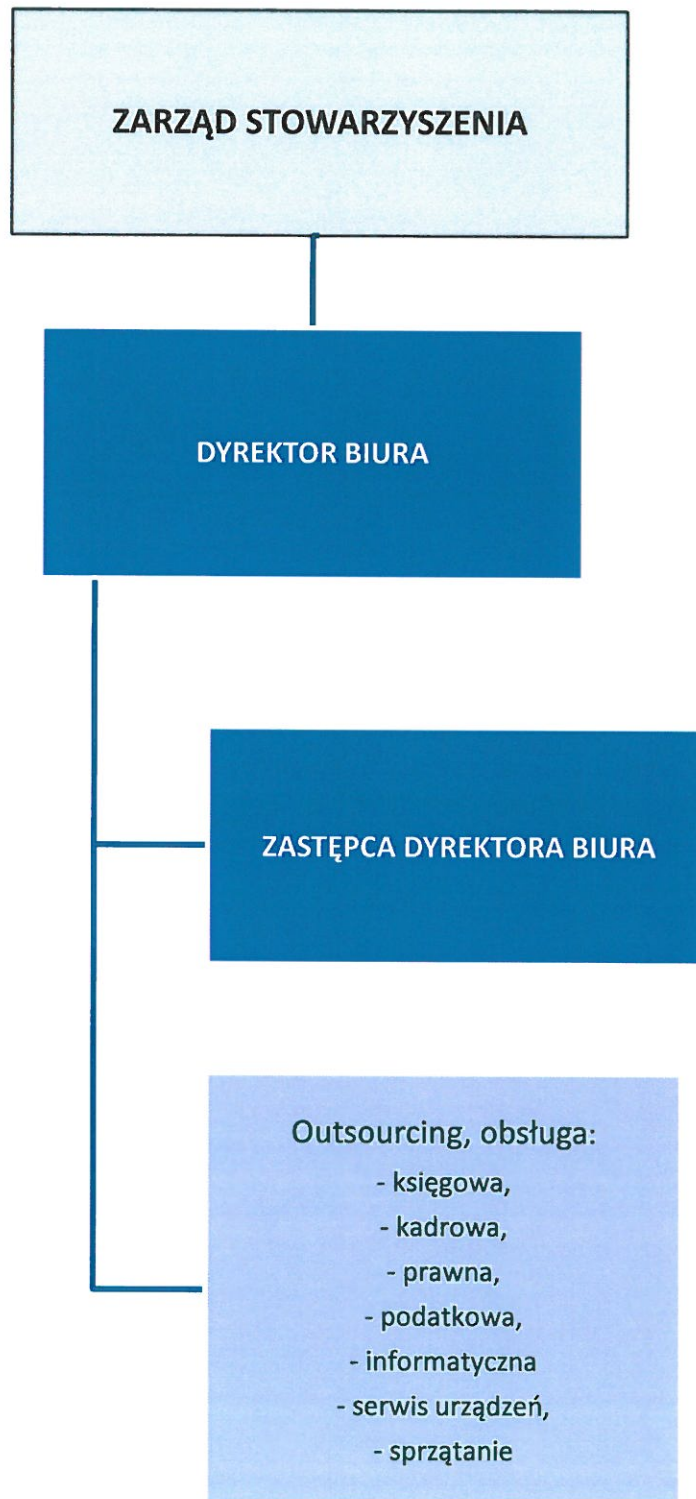 ZARZĄD STOWARZYSZENIA
DYREKTOR BIURA
ZASTĘPCA DYREKTORA BIURA
Outsourcing, obsługa:
- księgowa,
- kadrowa,
- prawna,
- podatkowa,
- informatyczna
- serwis urządzeń,
- sprzątanie